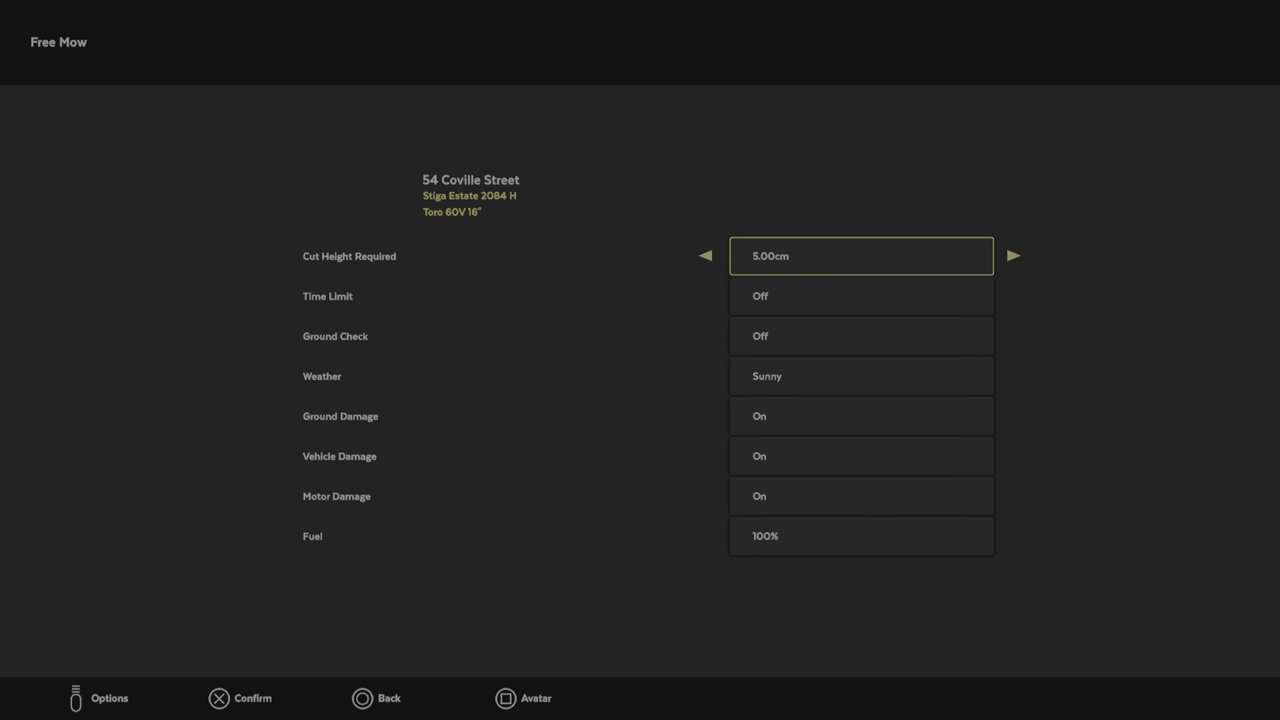 Free Mow
54 Coville Street
Stiga Estate 2084 H
Toro 60V 16"
Cut Height Required 5.00cm
Time Limit Off
Ground Check Off
Weather Sunny
Ground Damage On
Vehicle Damage On
Motor Damage On
Fuel 100%
Options Confirm Back Avatar